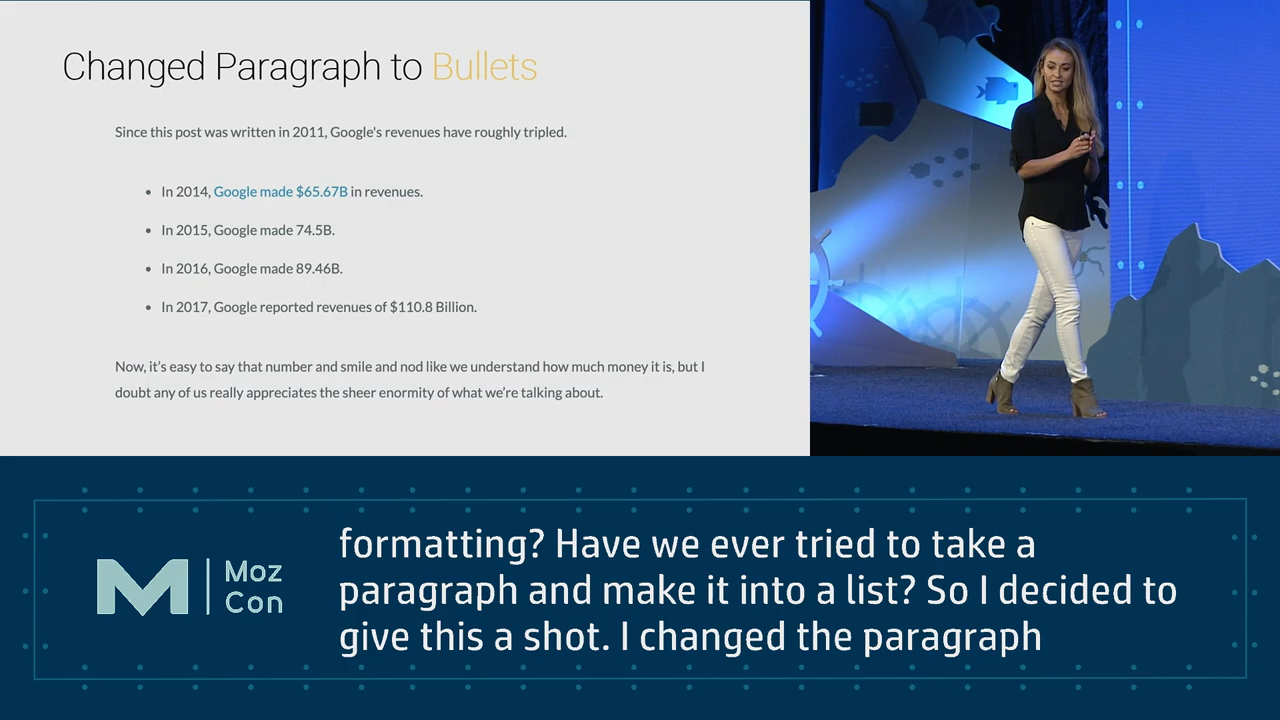 Changed Paragraph to Bullets
Since this post was written in 2011, Google's revenues have roughly tripled.
• In 2014, Google made $65.67B in revenues.
• In 2015, Google made 74.5B.
• In 2016, Google made 89.46B.
• In 2017, Google reported revenues of $110.8 Billion.
Now, it's easy to say that number and smile and nod like we understand how much money it is, but I
doubt any of us really appreciates the sheer enormity of what we're talking about.
M
Moz
Con
formatting? Have we ever tried to take a
paragraph and make it into a list? So I decided to
give this a shot. I changed the paragraph